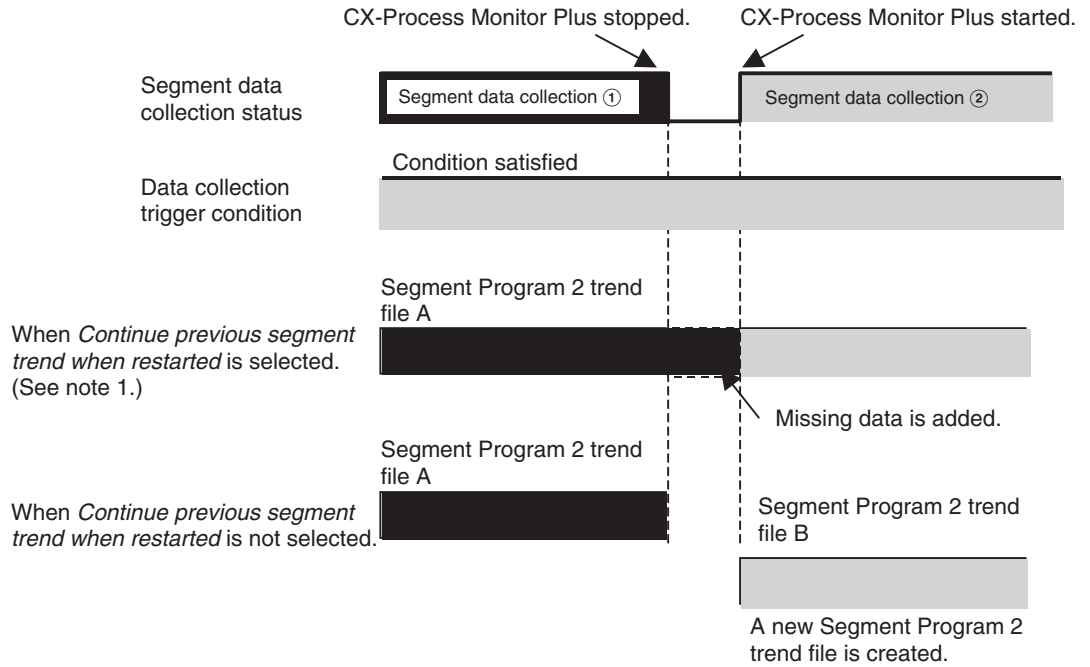 CX-Process Monitor Plus stopped.
CX-Process Monitor Plus started.
Segment data
collection status
Segment data collection ①
Segment data collection ②
Condition satisfied
Data collection
trigger condition
Segment Program 2 trend
file A
When Continue previous segment
trend when restarted is selected.
(See note 1.)
Missing data is added.
Segment Program 2 trend
file A
When Continue previous segment
trend when restarted is not selected.
Segment Program 2 trend
file B
A new Segment Program 2
trend file is created.